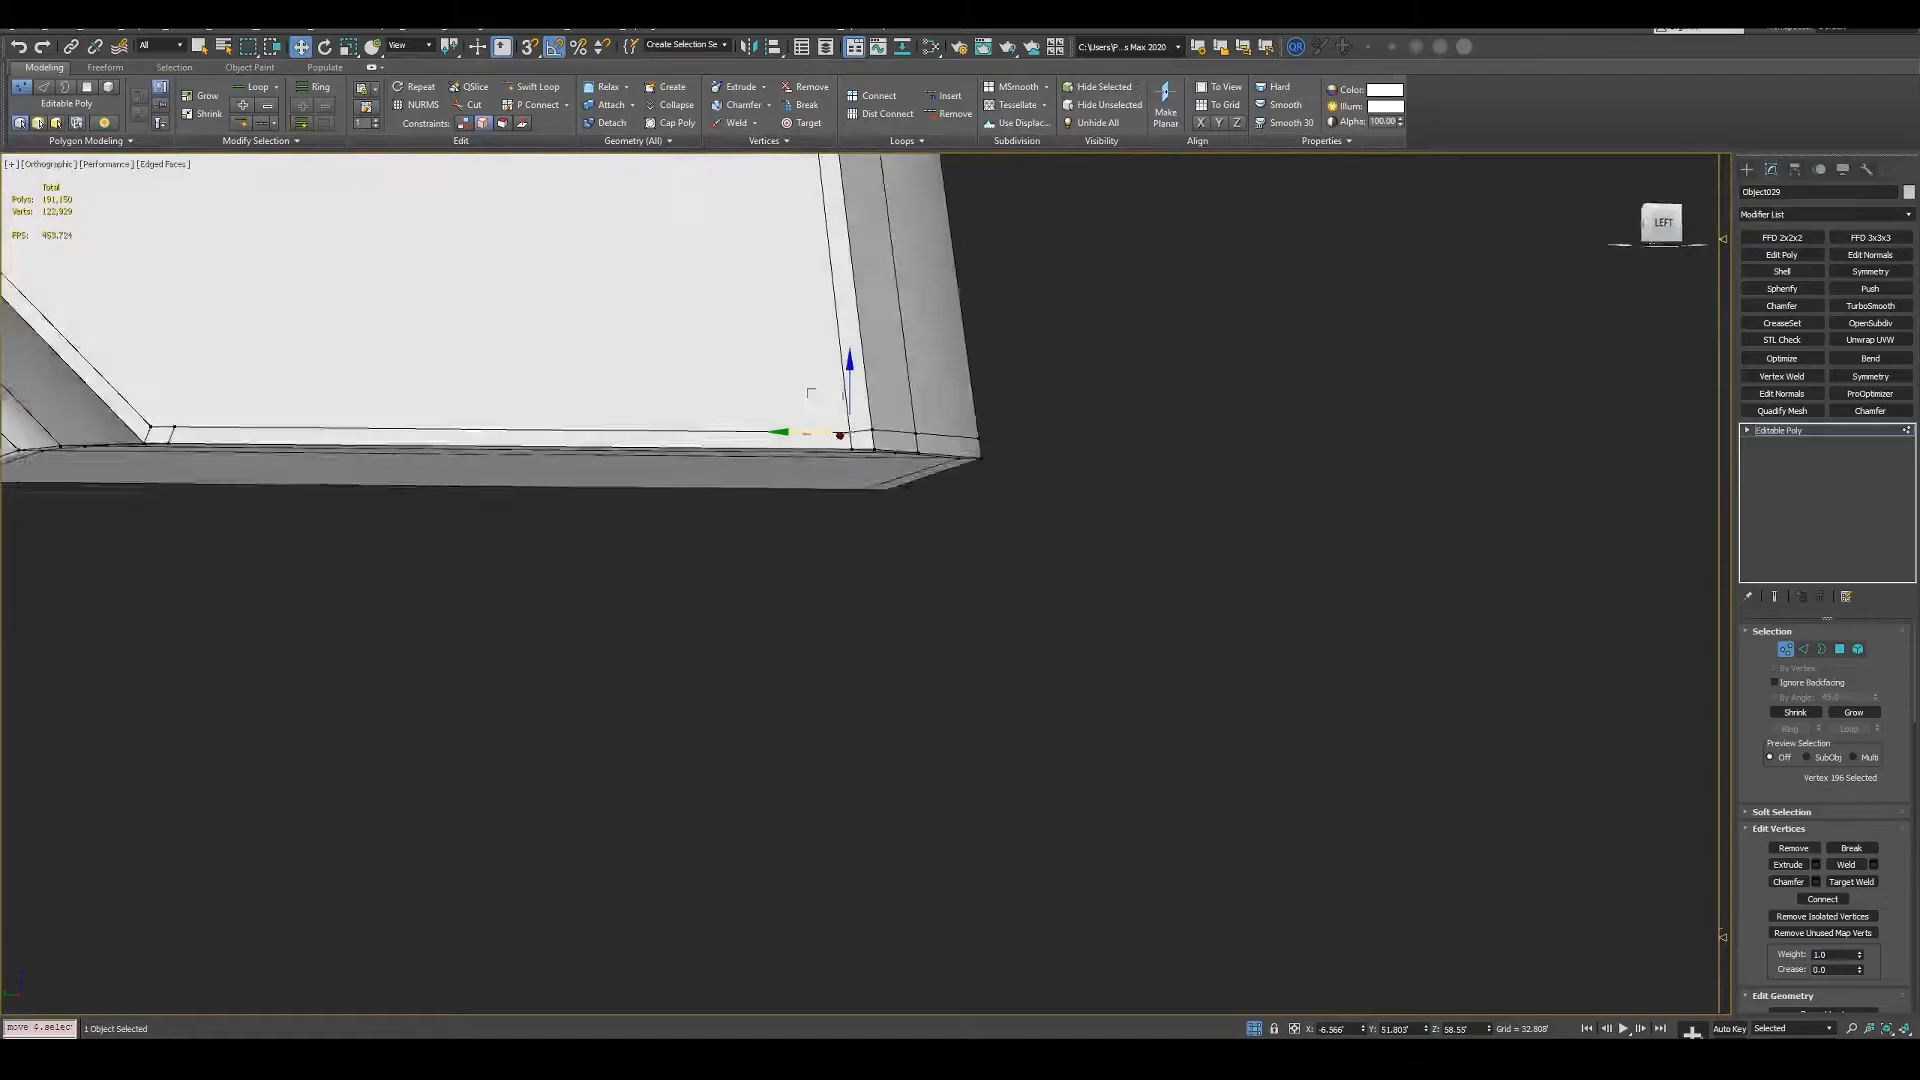 All
View
Create Selection Se
C:\Users\P...s Max 2020
Modeling Freeform Selection Object Paint Populate
Editable Poly
Polygon Modeling
Grow
Shrink
Loop
Ring
Modify Selection
Repeat QSlice Swift Loop
NURMS Cut P Connect
Constraints:
Edit
Relax Create
Attach Collapse
Detach Cap Poly
Geometry (All)
Extrude Remove
Chamfer Break
Weld Target
Vertices
Connect Insert
Dist Connect Remove
Loops
MSmooth
Tessellate
Use Displac...
Subdivision
Hide Selected
Hide Unselected
Unhide All
Visibility
Make
Planar
To View
To Grid
X Y Z
Align
Hard
Smooth
Smooth 30
Color:
Illum:
Alpha: 100.00
Properties
[+] [Orthographic] [Performance] [Edged Faces]
Total
Polys: 191,150
Verts: 122,929
FPS: 453.724
LEFT
Object029
Modifier List
FFD 2x2x2 FFD 3x3x3
Edit Poly Edit Normals
Shell Symmetry
Spherify Push
Chamfer TurboSmooth
CreaseSet OpenSubdiv
STL Check Unwrap UVW
Optimize Bend
Vertex Weld Symmetry
Edit Normals ProOptimizer
Quadify Mesh Chamfer
Editable Poly
Selection
By Vertex
Ignore Backfacing
By Angle: 45.0
Shrink Grow
Ring Loop
Preview Selection
Off SubObj Multi
Vertex 196 Selected
Soft Selection
Edit Vertices
Remove Break
Extrude Weld
Chamfer Target Weld
Connect
Remove Isolated Vertices
Remove Unused Map Verts
Weight: 1.0
Crease: 0.0
Edit Geometry
move $.selec
1 Object Selected
X: -6.566' Y: 51.803' Z: 58.55' Grid = 32.808'
Auto Key Selected